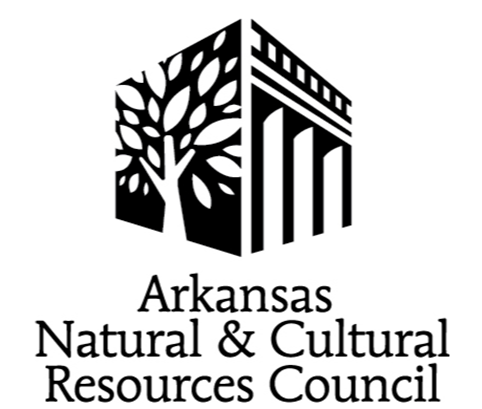 Arkansas
Natural & Cultural
Resources Council